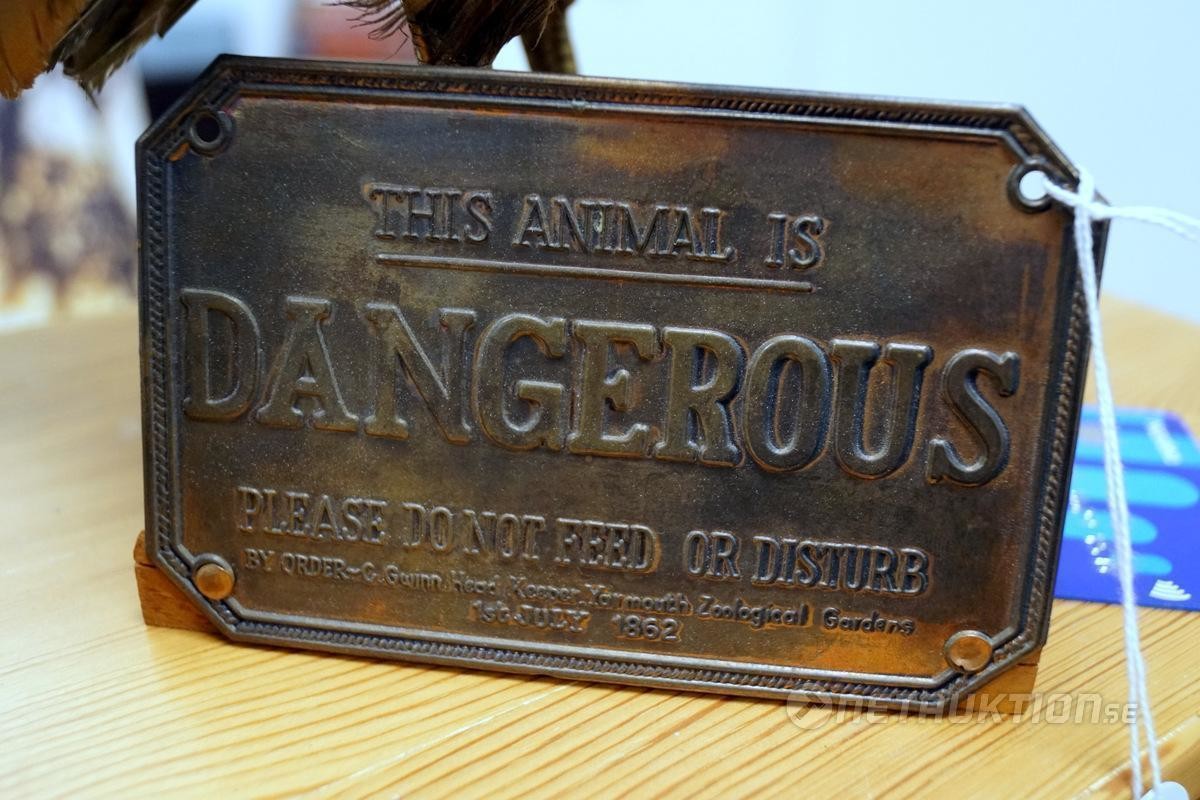 THIS ANIMAL IS
DANGEROUS
PLEASE DO NOT FEED OR DISTURB
BY ORDER-G. Gwinn. Head Keeper Yarmouth Zoological Gardens
1st JULY 1862
NETAUKTION.SE